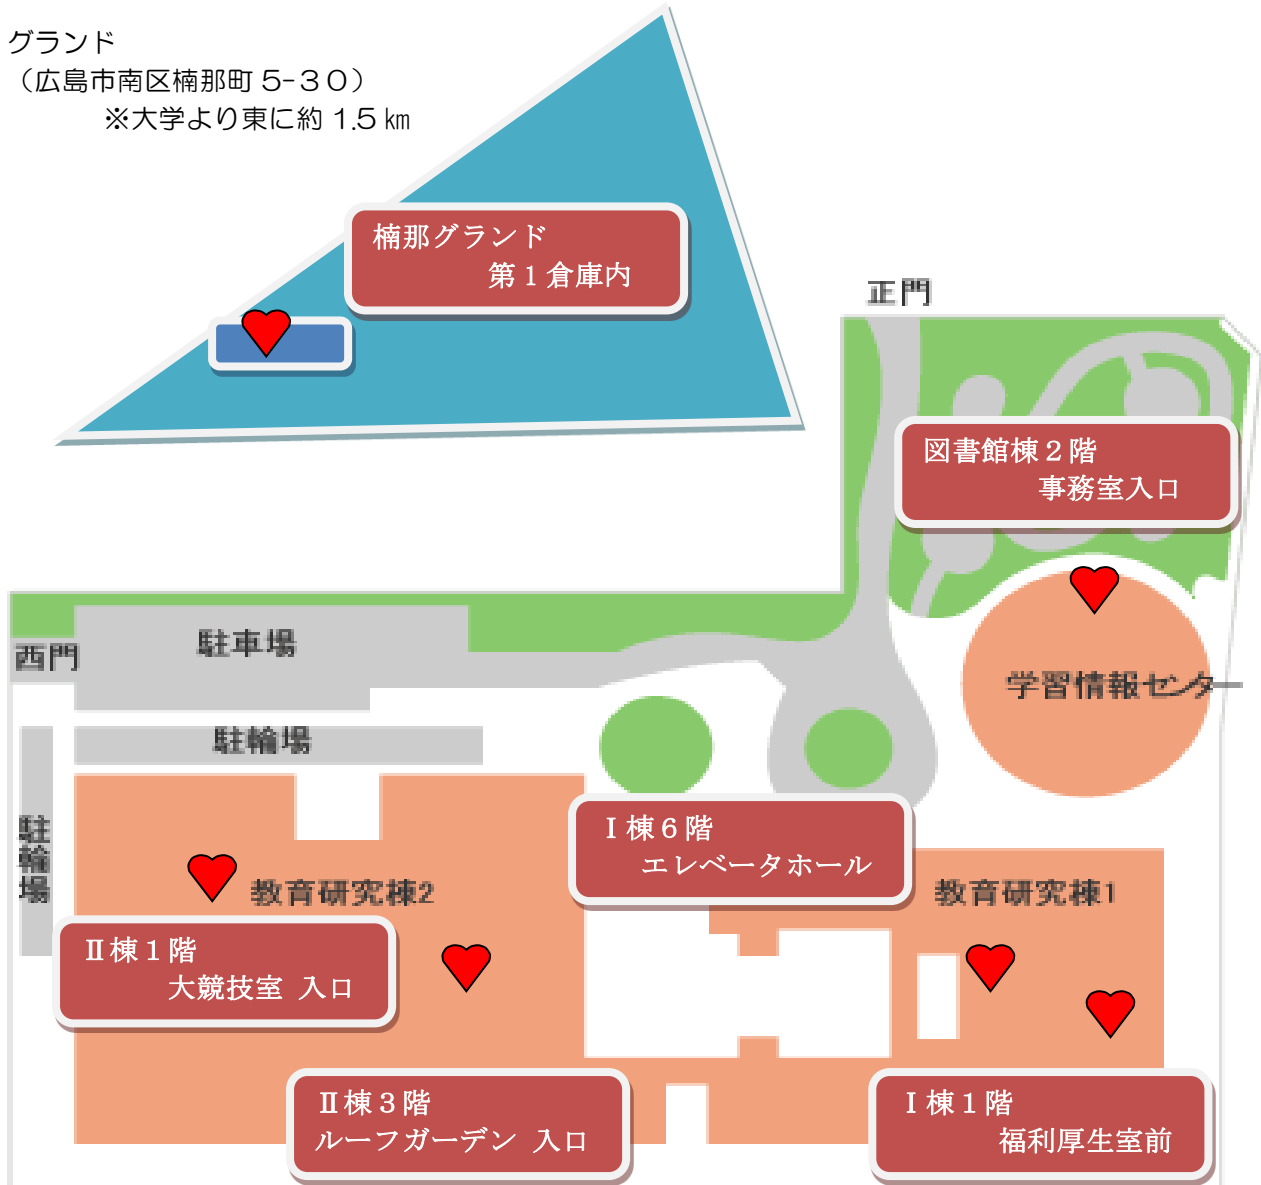 グランド
（広島市南区楠那町 5-３０）
※大学より東に約 1.5 ㎞
楠那グランド
第１倉庫内
正門
図書館棟２階
事務室入口
西門
駐車場
学習情報センター
駐輪場
駐輪場
Ⅰ棟６階
エレベータホール
教育研究棟2
教育研究棟1
Ⅱ棟１階
大競技室 入口
Ⅱ棟３階
ルーフガーデン 入口
Ⅰ棟１階
福利厚生室前